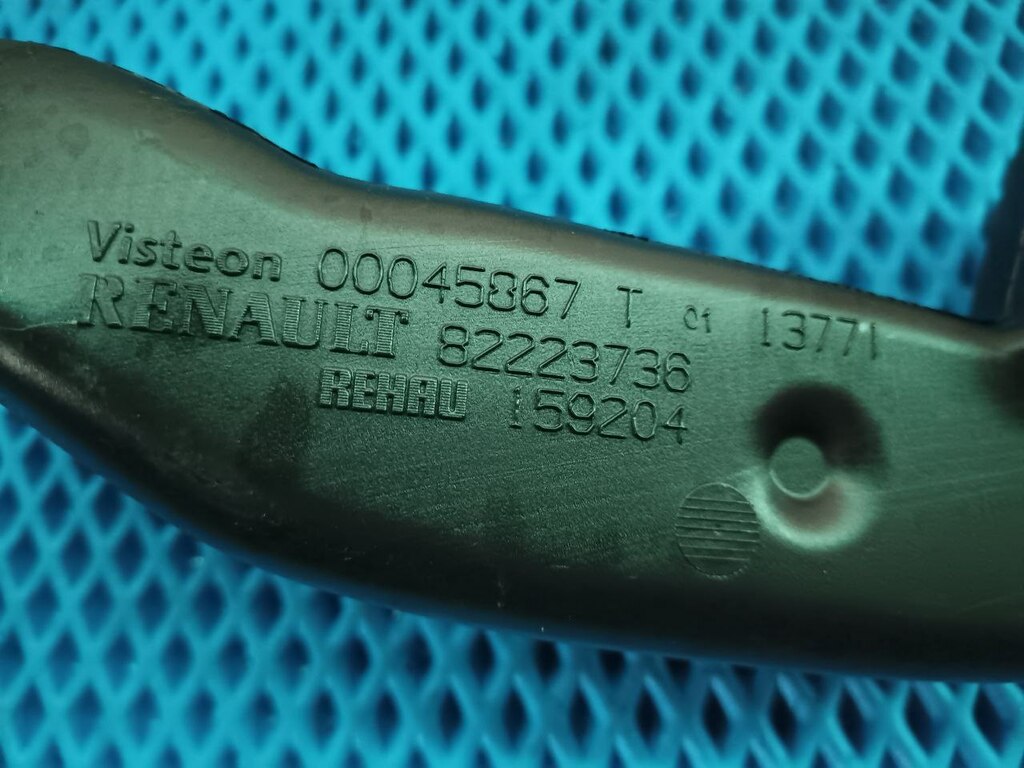 Visteon 00045867 T 01 13771
RENAULT 82223736
REHAU 159204